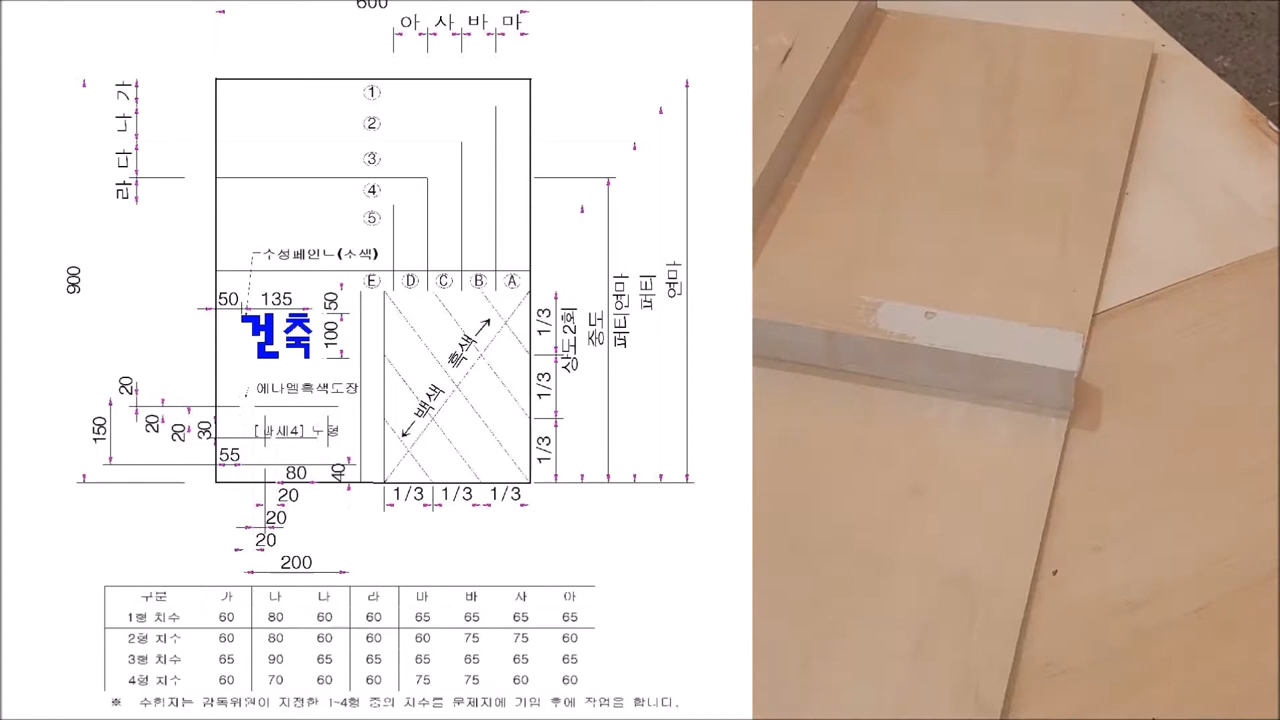 600
아 사 바 마
가
나
다
라
①
②
③
④
⑤
Ⓔ Ⓓ Ⓒ Ⓑ Ⓐ
900
50 135 50
건축
100
에나멜흑색도장
20
20
20
30
150
55
80
40
20
20
20
200
흑색
백색
1/3
1/3
1/3
1/3 1/3 1/3
상도2회
중도
퍼티연마
퍼티
연마
구분 가 나 다 라 마 바 사 아
1형 치수 60 80 60 60 65 65 65 65
2형 치수 60 80 60 60 60 75 75 60
3형 치수 65 90 65 65 65 65 65 65
4형 치수 60 70 60 60 75 75 60 60
※ 수험자는 감독위원이 지정한 1~4형 중의 치수를 문제지에 기입 후에 작업을 합니다.